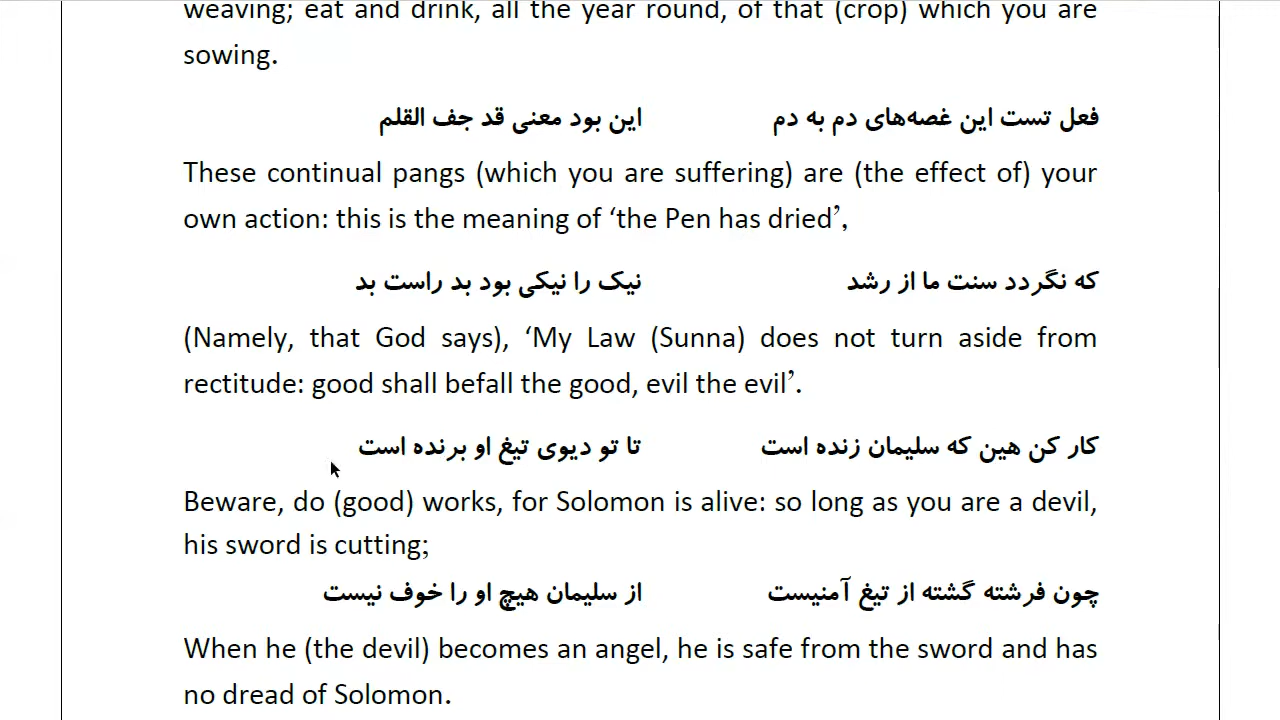 weaving; eat and drink, all the year round, of that (crop) which you are
sowing.
فعل تست این غصه‌های دم به دم این بود معنی قد جف القلم
These continual pangs (which you are suffering) are (the effect of) your
own action: this is the meaning of ‘the Pen has dried’,
که نگردد سنت ما از رشد نیک را نیکی بود بد راست بد
(Namely, that God says), ‘My Law (Sunna) does not turn aside from
rectitude: good shall befall the good, evil the evil’.
کار کن هین که سلیمان زنده است تا تو دیوی تیغ او برنده است
Beware, do (good) works, for Solomon is alive: so long as you are a devil,
his sword is cutting;
چون فرشته گشته از تیغ آمنیست از سلیمان هیچ او را خوف نیست
When he (the devil) becomes an angel, he is safe from the sword and has
no dread of Solomon.